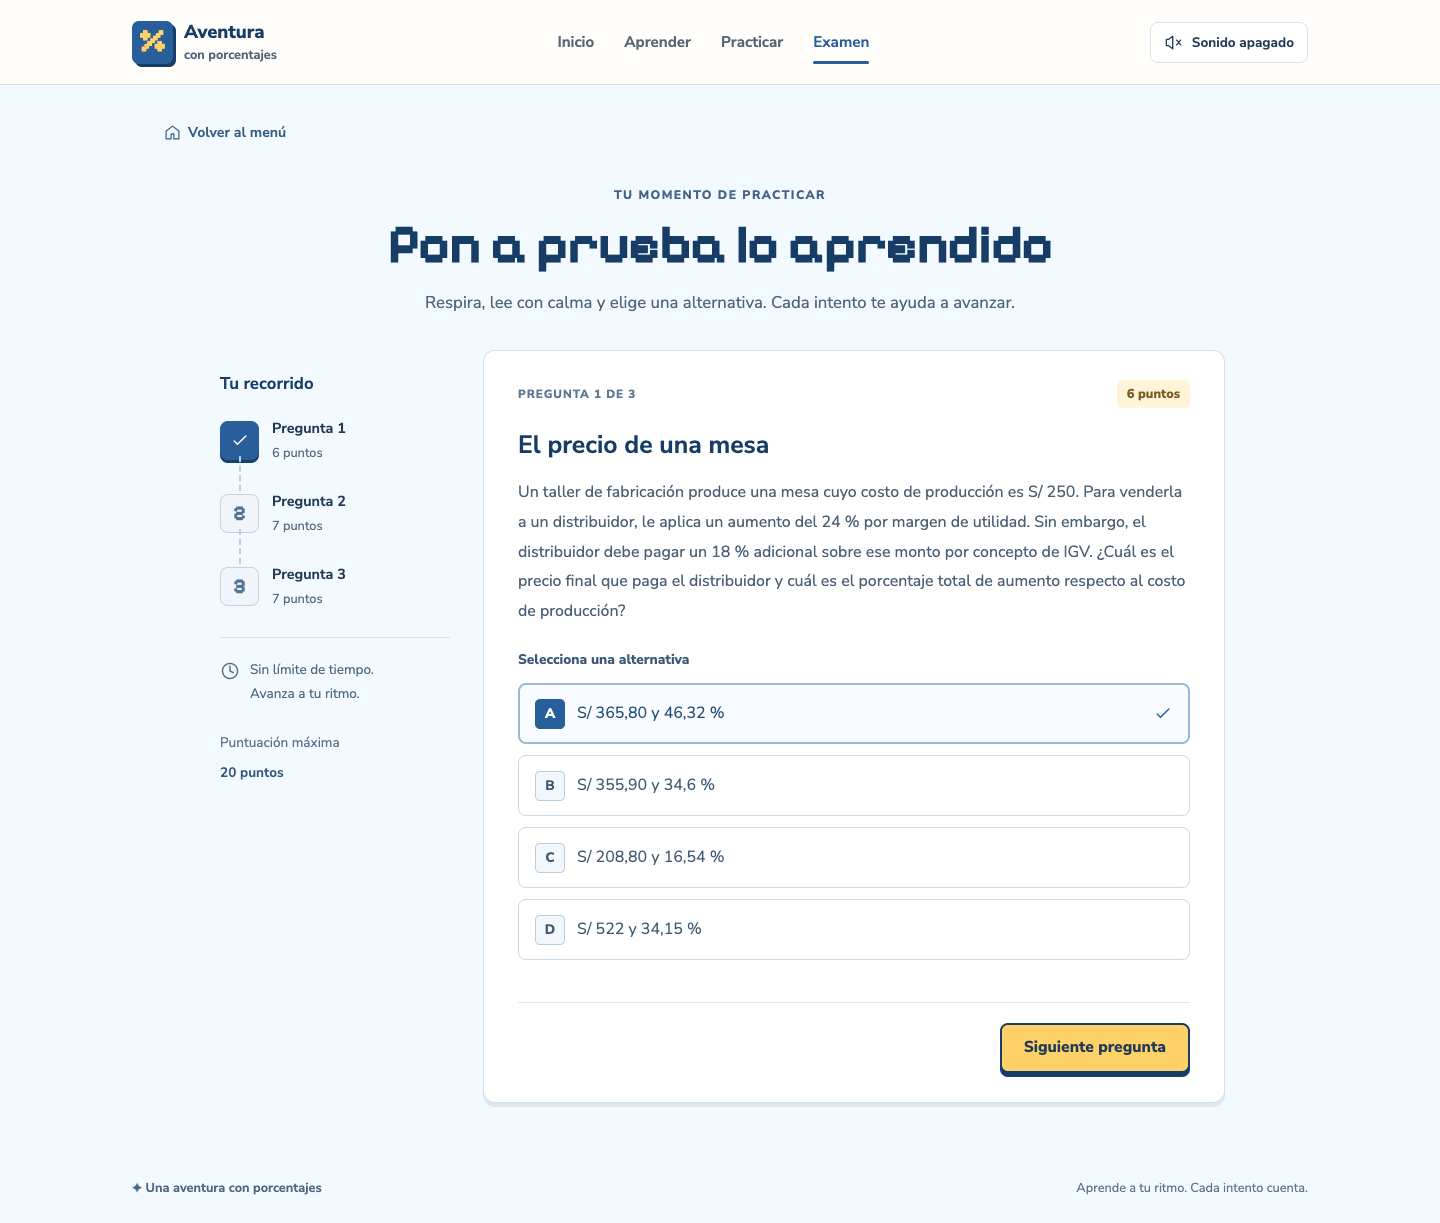 Aventura
con porcentajes
Inicio
Aprender
Practicar
Examen
Sonido apagado
Volver al menú
TU MOMENTO DE PRACTICAR
Pon a prueba lo aprendido
Respira, lee con calma y elige una alternativa. Cada intento te ayuda a avanzar.
Tu recorrido
Pregunta 1
6 puntos
2
Pregunta 2
7 puntos
3
Pregunta 3
7 puntos
Sin límite de tiempo.
Avanza a tu ritmo.
Puntuación máxima
20 puntos
PREGUNTA 1 DE 3
6 puntos
El precio de una mesa
Un taller de fabricación produce una mesa cuyo costo de producción es S/ 250. Para venderla
a un distribuidor, le aplica un aumento del 24 % por margen de utilidad. Sin embargo, el
distribuidor debe pagar un 18 % adicional sobre ese monto por concepto de IGV. ¿Cuál es el
precio final que paga el distribuidor y cuál es el porcentaje total de aumento respecto al costo
de producción?
Selecciona una alternativa
A S/ 365,80 y 46,32 %
B S/ 355,90 y 34,6 %
C S/ 208,80 y 16,54 %
D S/ 522 y 34,15 %
Siguiente pregunta
✦ Una aventura con porcentajes
Aprende a tu ritmo. Cada intento cuenta.